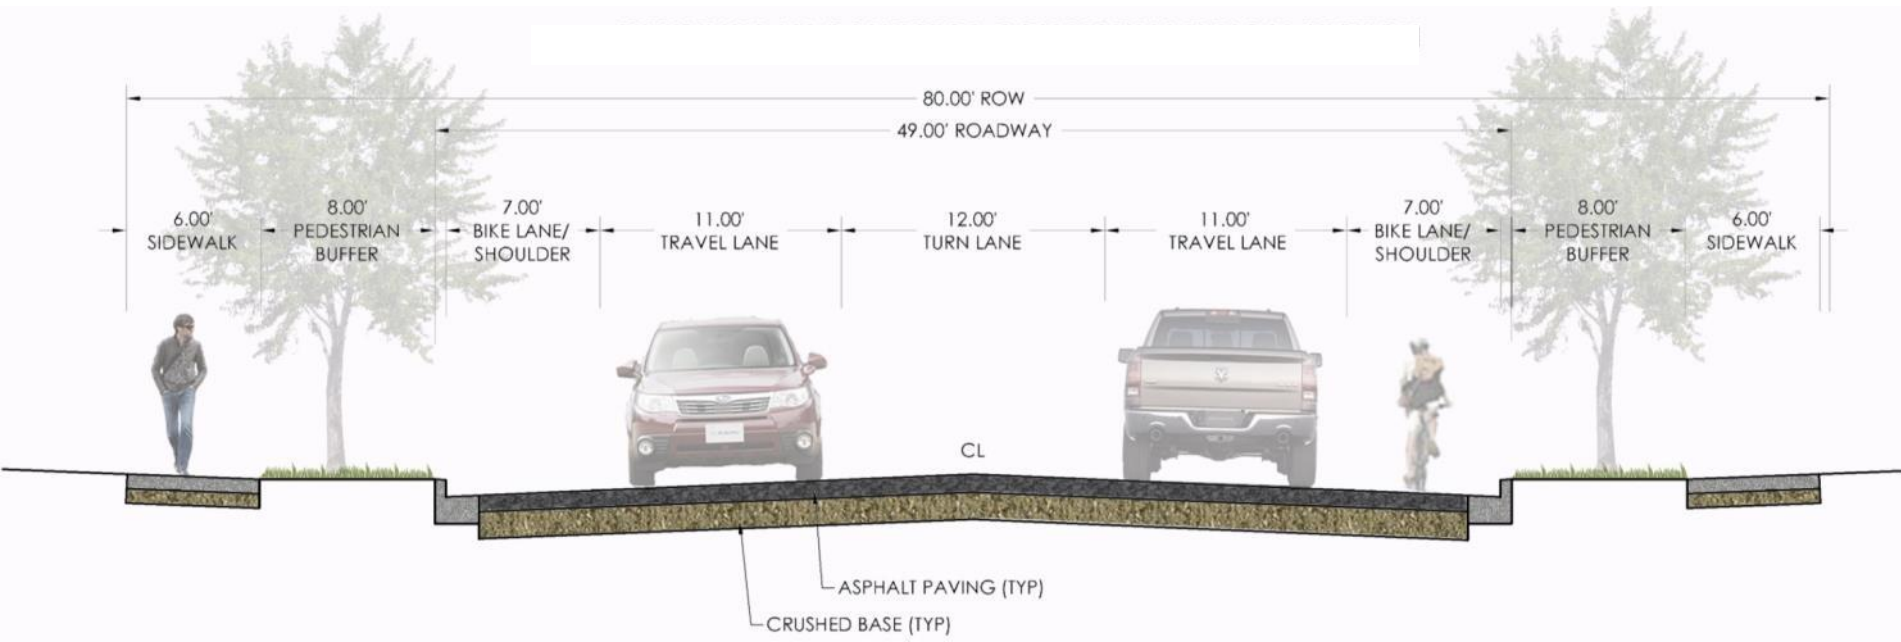 80.00' ROW
49.00' ROADWAY
6.00'
SIDEWALK
8.00'
PEDESTRIAN
BUFFER
7.00'
BIKE LANE/
SHOULDER
11.00'
TRAVEL LANE
12.00'
TURN LANE
11.00'
TRAVEL LANE
7.00'
BIKE LANE/
SHOULDER
8.00'
PEDESTRIAN
BUFFER
6.00'
SIDEWALK
CL
ASPHALT PAVING (TYP)
CRUSHED BASE (TYP)